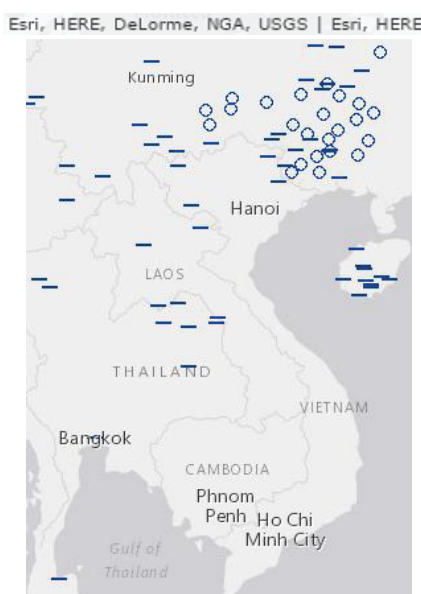 Esri, HERE, DeLorme, NGA, USGS | Esri, HERE
Kunming
Hanoi
LAOS
THAILAND
VIETNAM
Bangkok
CAMBODIA
Phnom
Penh
Ho Chi
Minh City
Gulf of
Thailand